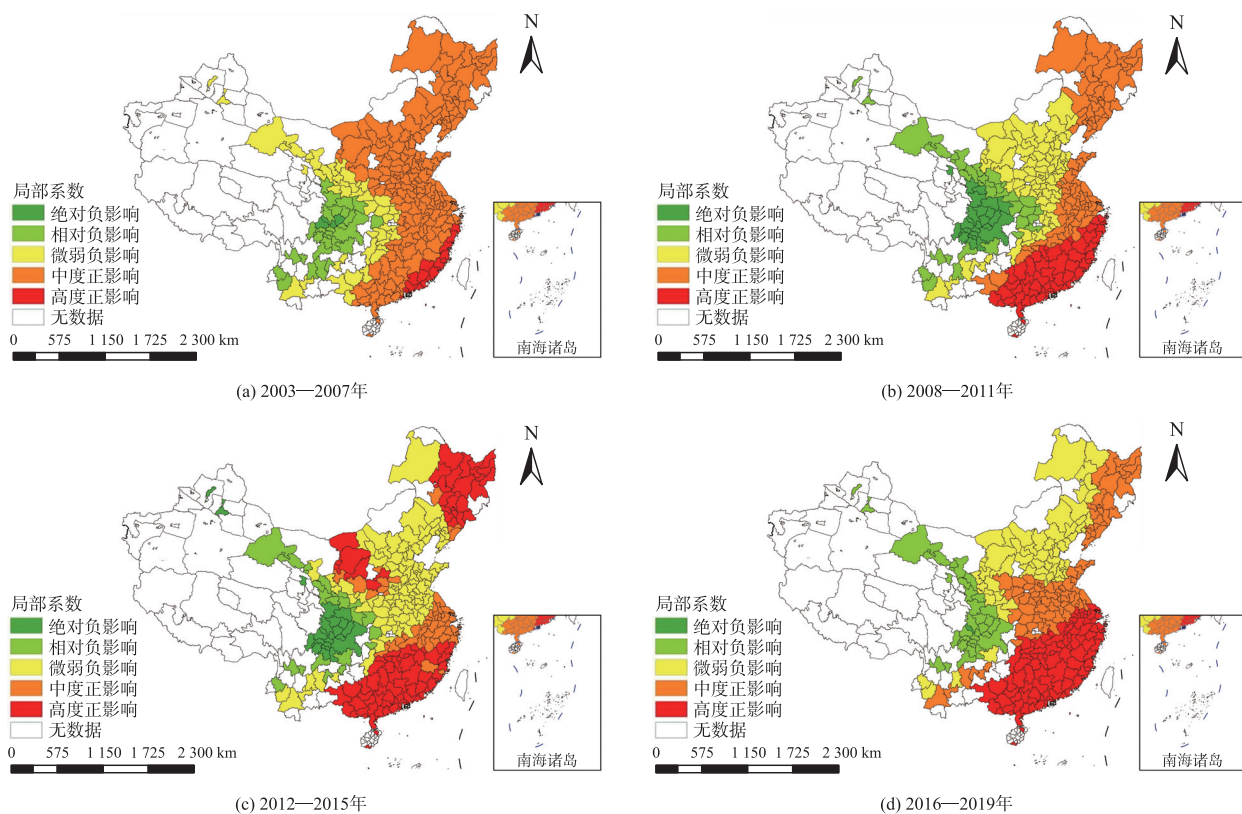 N
局部系数
绝对负影响
相对负影响
微弱负影响
中度正影响
高度正影响
无数据
0 575 1 150 1 725 2 300 km
南海诸岛
(a) 2003—2007年
N
局部系数
绝对负影响
相对负影响
微弱负影响
中度正影响
高度正影响
无数据
0 575 1 150 1 725 2 300 km
南海诸岛
(b) 2008—2011年
N
局部系数
绝对负影响
相对负影响
微弱负影响
中度正影响
高度正影响
无数据
0 575 1 150 1 725 2 300 km
南海诸岛
(c) 2012—2015年
N
局部系数
绝对负影响
相对负影响
微弱负影响
中度正影响
高度正影响
无数据
0 575 1 150 1 725 2 300 km
南海诸岛
(d) 2016—2019年